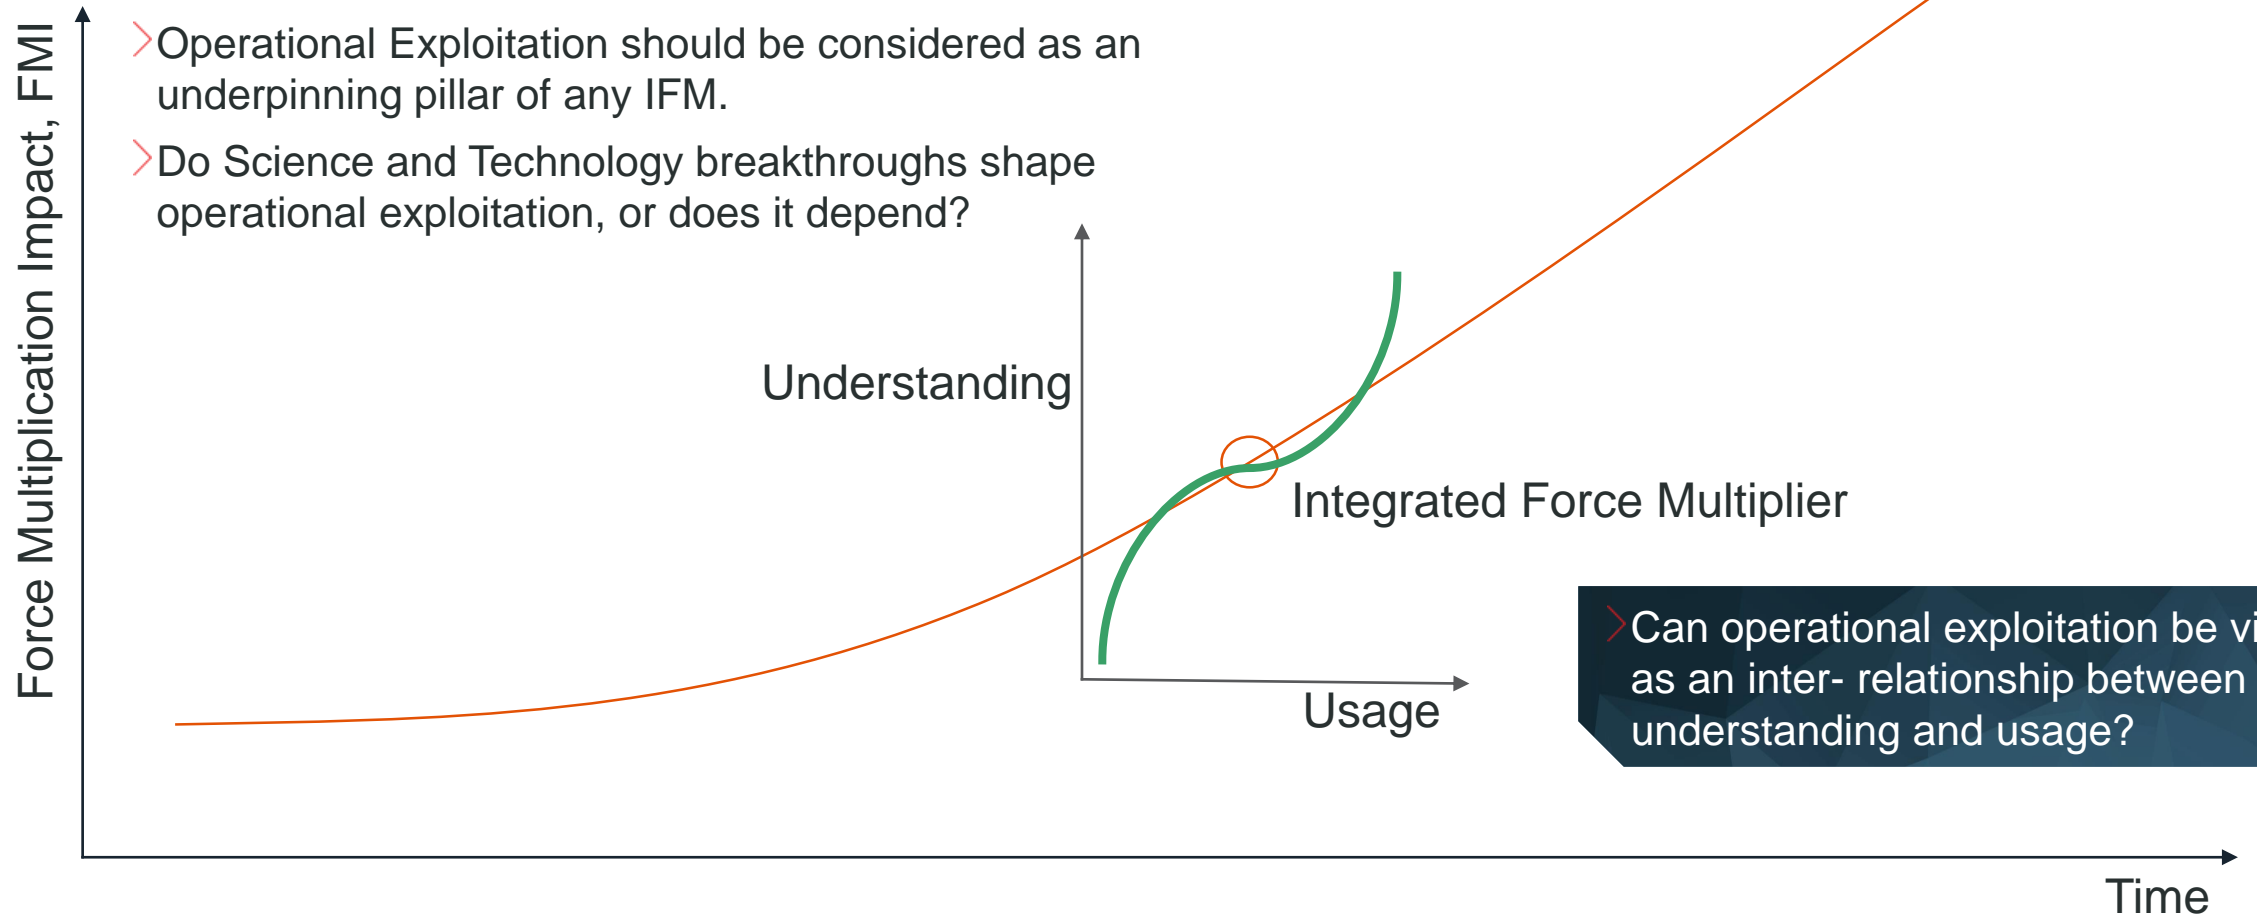 Force Multiplication Impact, FMI
Operational Exploitation should be considered as an
underpinning pillar of any IFM.
Do Science and Technology breakthroughs shape
operational exploitation, or does it depend?
Understanding
Integrated Force Multiplier
Usage
Can operational exploitation be
as an inter- relationship between
understanding and usage?
Time